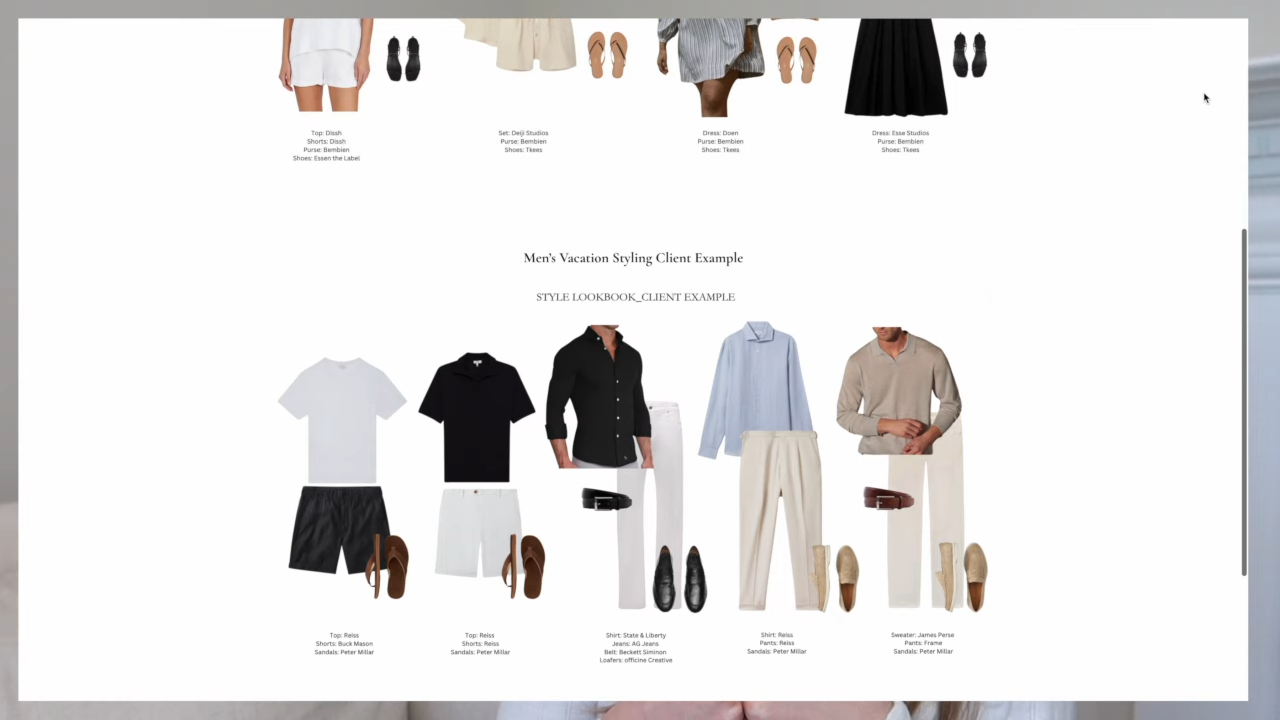 Top: Dissh
Shorts: Dissh
Purse: Bembien
Shoes: Essen the Label
Set: Deiji Studios
Purse: Bembien
Shoes: Tkees
Dress: Doen
Purse: Bembien
Shoes: Tkees
Dress: Esse Studios
Purse: Bembien
Shoes: Tkees
Men's Vacation Styling Client Example
STYLE LOOKBOOK_CLIENT EXAMPLE
Top: Reiss
Shorts: Buck Mason
Sandals: Peter Millar
Top: Reiss
Shorts: Reiss
Sandals: Peter Millar
Shirt: State & Liberty
Jeans: AG Jeans
Belt: Beckett Siminon
Loafers: officine Creative
Shirt: Reiss
Pants: Reiss
Sandals: Peter Millar
Sweater: James Perse
Pants: Frame
Sandals: Peter Millar